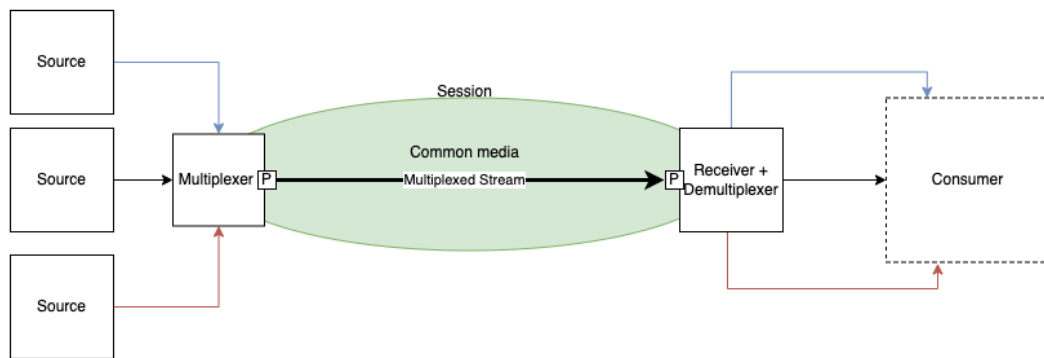 Source
Session
Source
Multiplexer
P
Common media
Multiplexed Stream
P
Receiver +
Demultiplexer
Consumer
Source